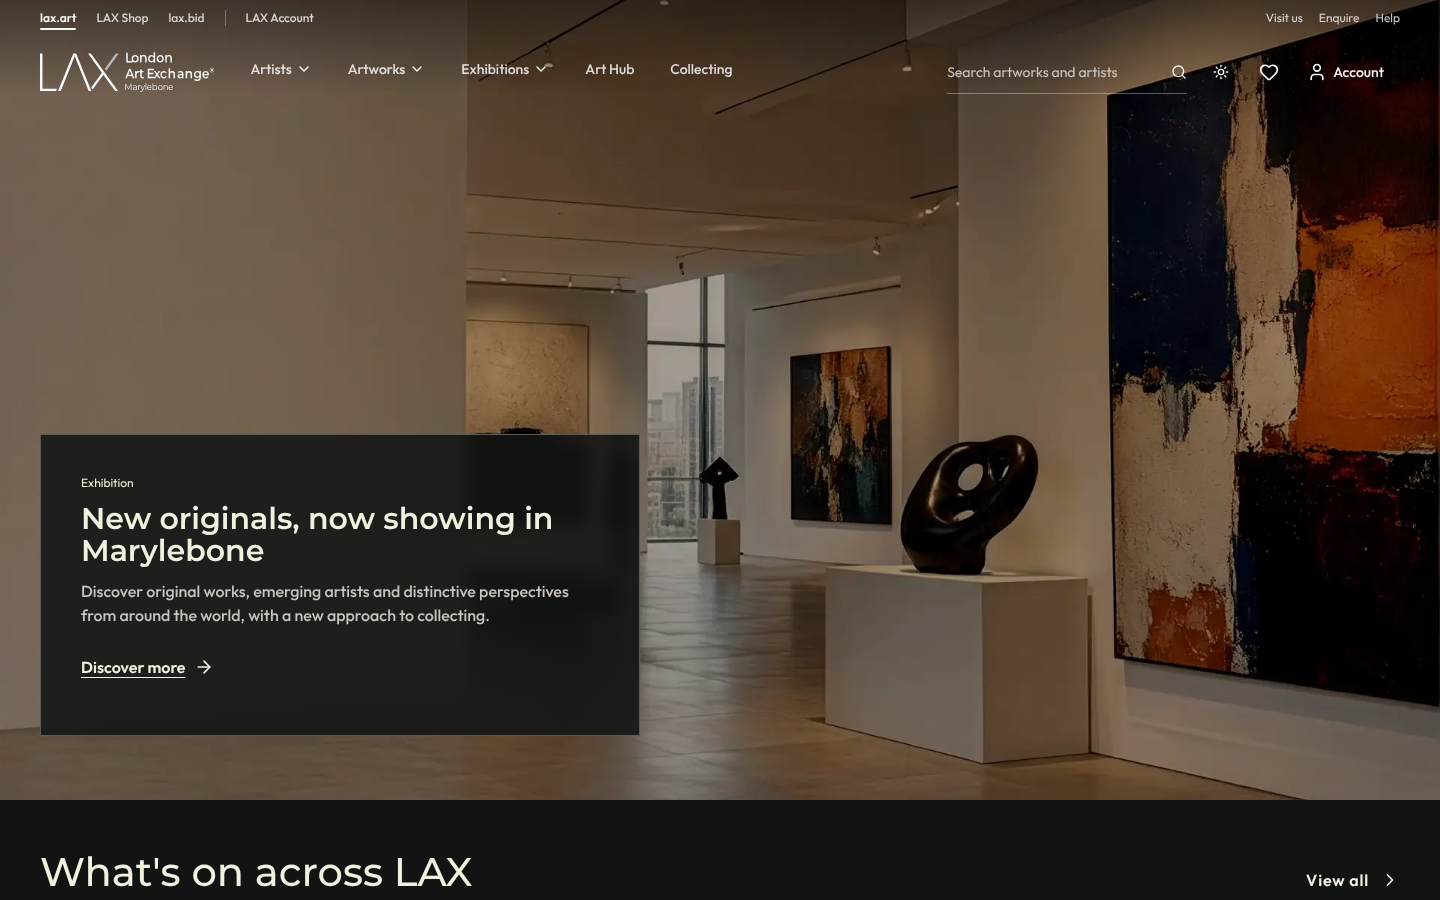 lax.art LAX Shop lax.bid LAX Account Visit us Enquire Help
LAX London
Art Exchange®
Marylebone
Artists Artworks Exhibitions Art Hub Collecting Search artworks and artists Account
Exhibition
New originals, now showing in
Marylebone
Discover original works, emerging artists and distinctive perspectives
from around the world, with a new approach to collecting.
Discover more
What's on across LAX
View all